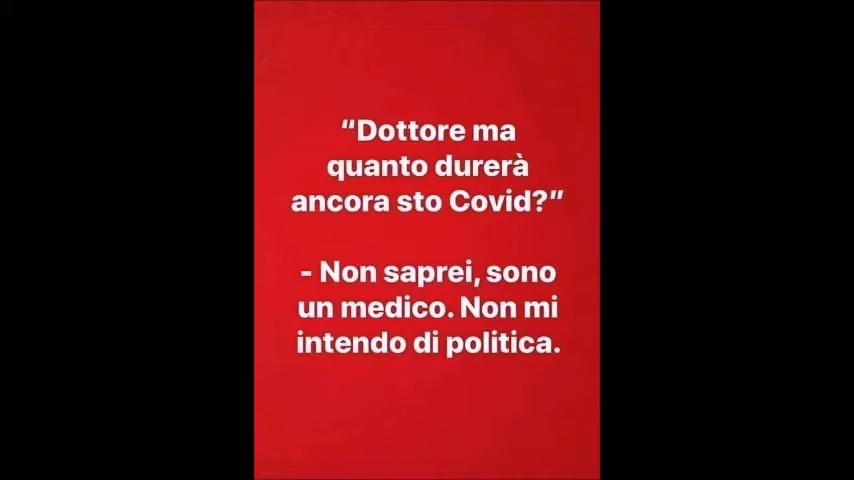 “Dottore ma
quanto durerà
ancora sto Covid?”
- Non saprei, sono
un medico. Non mi
intendo di politica.